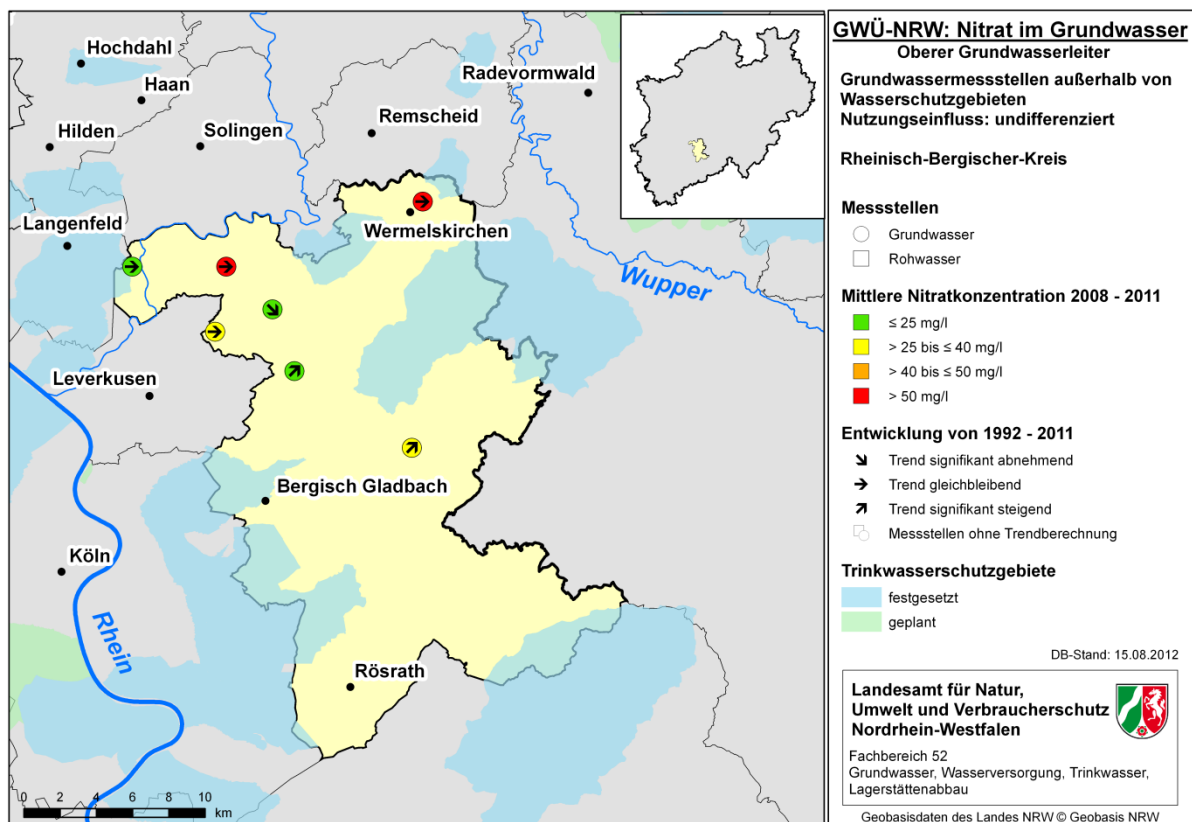 Hochdahl
Haan
Hilden
Solingen
Radevormwald
Remscheid
Langenfeld
Wermelskirchen
Wupper
Leverkusen
Bergisch Gladbach
Köln
Rhein
Rösrath
0 2 4 6 8 10
km
GWÜ-NRW: Nitrat im Grundwasser
Oberer Grundwasserleiter
Grundwassermessstellen außerhalb von
Wasserschutzgebieten
Nutzungseinfluss: undifferenziert
Rheinisch-Bergischer-Kreis
Messstellen
Grundwasser
Rohwasser
Mittlere Nitratkonzentration 2008 - 2011
≤ 25 mg/l
> 25 bis ≤ 40 mg/l
> 40 bis ≤ 50 mg/l
> 50 mg/l
Entwicklung von 1992 - 2011
Trend signifikant abnehmend
Trend gleichbleibend
Trend signifikant steigend
Messstellen ohne Trendberechnung
Trinkwasserschutzgebiete
festgesetzt
geplant
DB-Stand: 15.08.2012
Landesamt für Natur,
Umwelt und Verbraucherschutz
Nordrhein-Westfalen
Fachbereich 52
Grundwasser, Wasserversorgung, Trinkwasser,
Lagerstättenabbau
Geobasisdaten des Landes NRW © Geobasis NRW